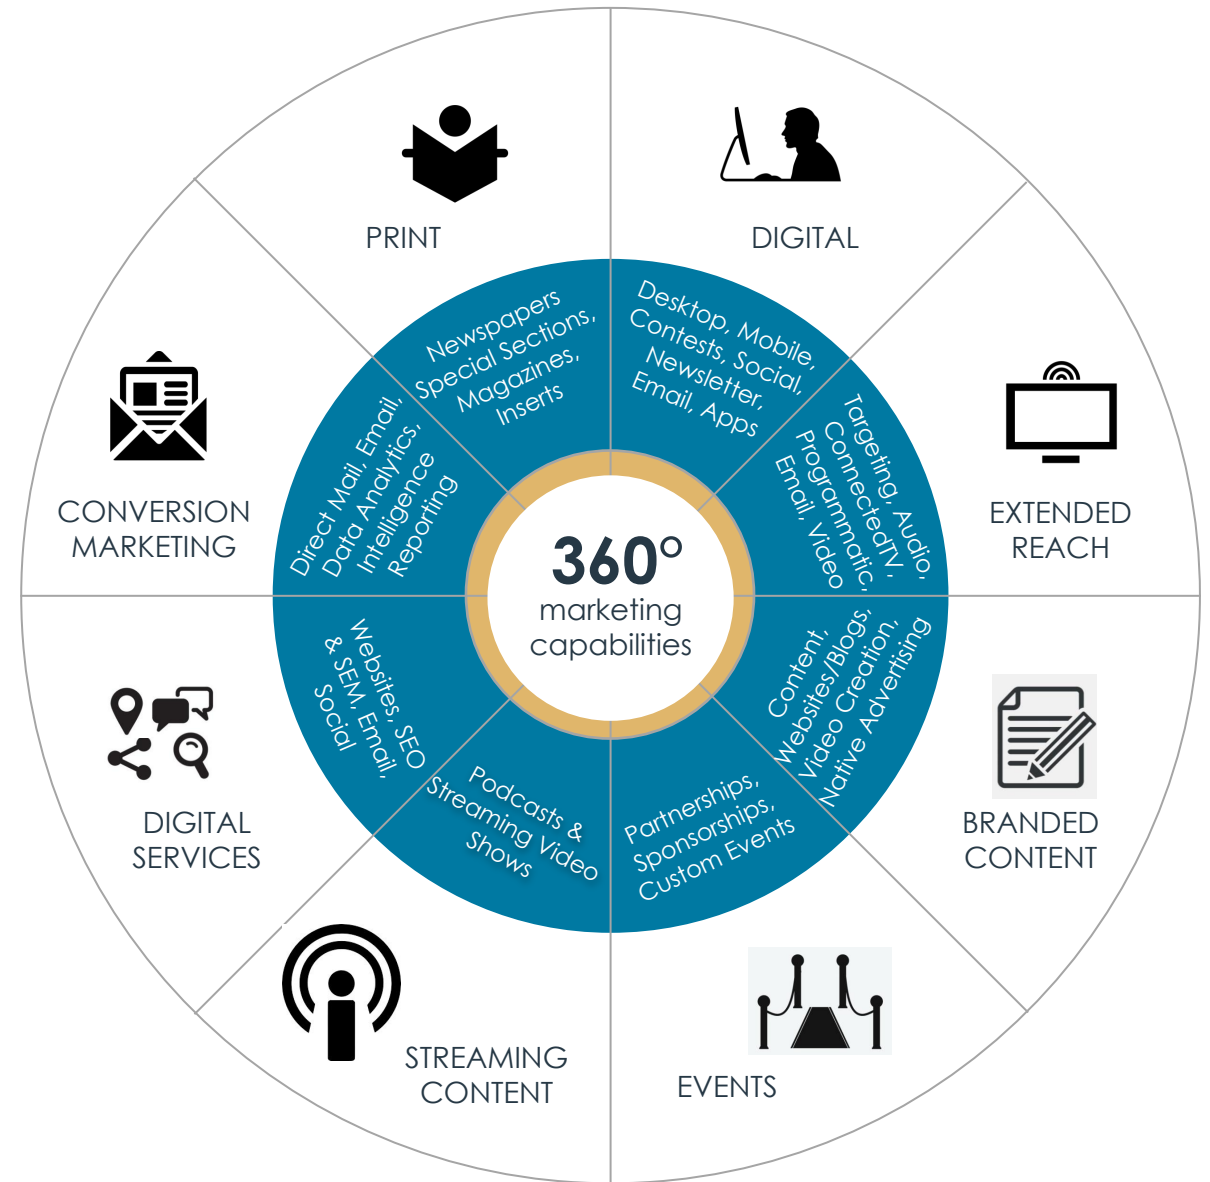 PRINT
Newspapers
Special Sections,
Magazines,
Inserts
DIGITAL
Desktop, Mobile,
Contests, Social,
Newsletter,
Email, Apps
EXTENDED
REACH
Targeting, Audio,
ConnectedTV,
Programmatic,
Email, Video
BRANDED
CONTENT
Content,
Websites/Blogs,
Video Creation,
Native Advertising
EVENTS
Partnerships,
Sponsorships,
Custom Events
STREAMING
CONTENT
Podcasts &
Streaming Video
Shows
DIGITAL
SERVICES
Websites, SEO
& SEM, Email,
Social
CONVERSION
MARKETING
Direct Mail, Email,
Data Analytics,
Intelligence
Reporting
360°
marketing
capabilities